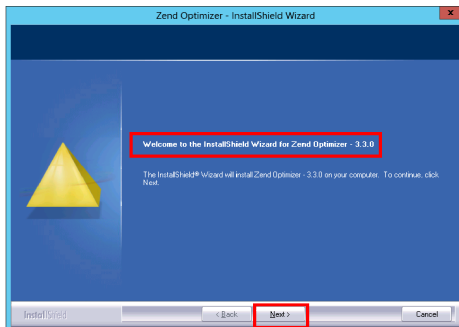 Zend Optimizer - InstallShield Wizard
x
Welcome to the InstallShield Wizard for Zend Optimizer - 3.3.0
The InstallShield® Wizard will install Zend Optimizer - 3.3.0 on your computer. To continue, click
Next.
InstallShield
< Back
Next >
Cancel